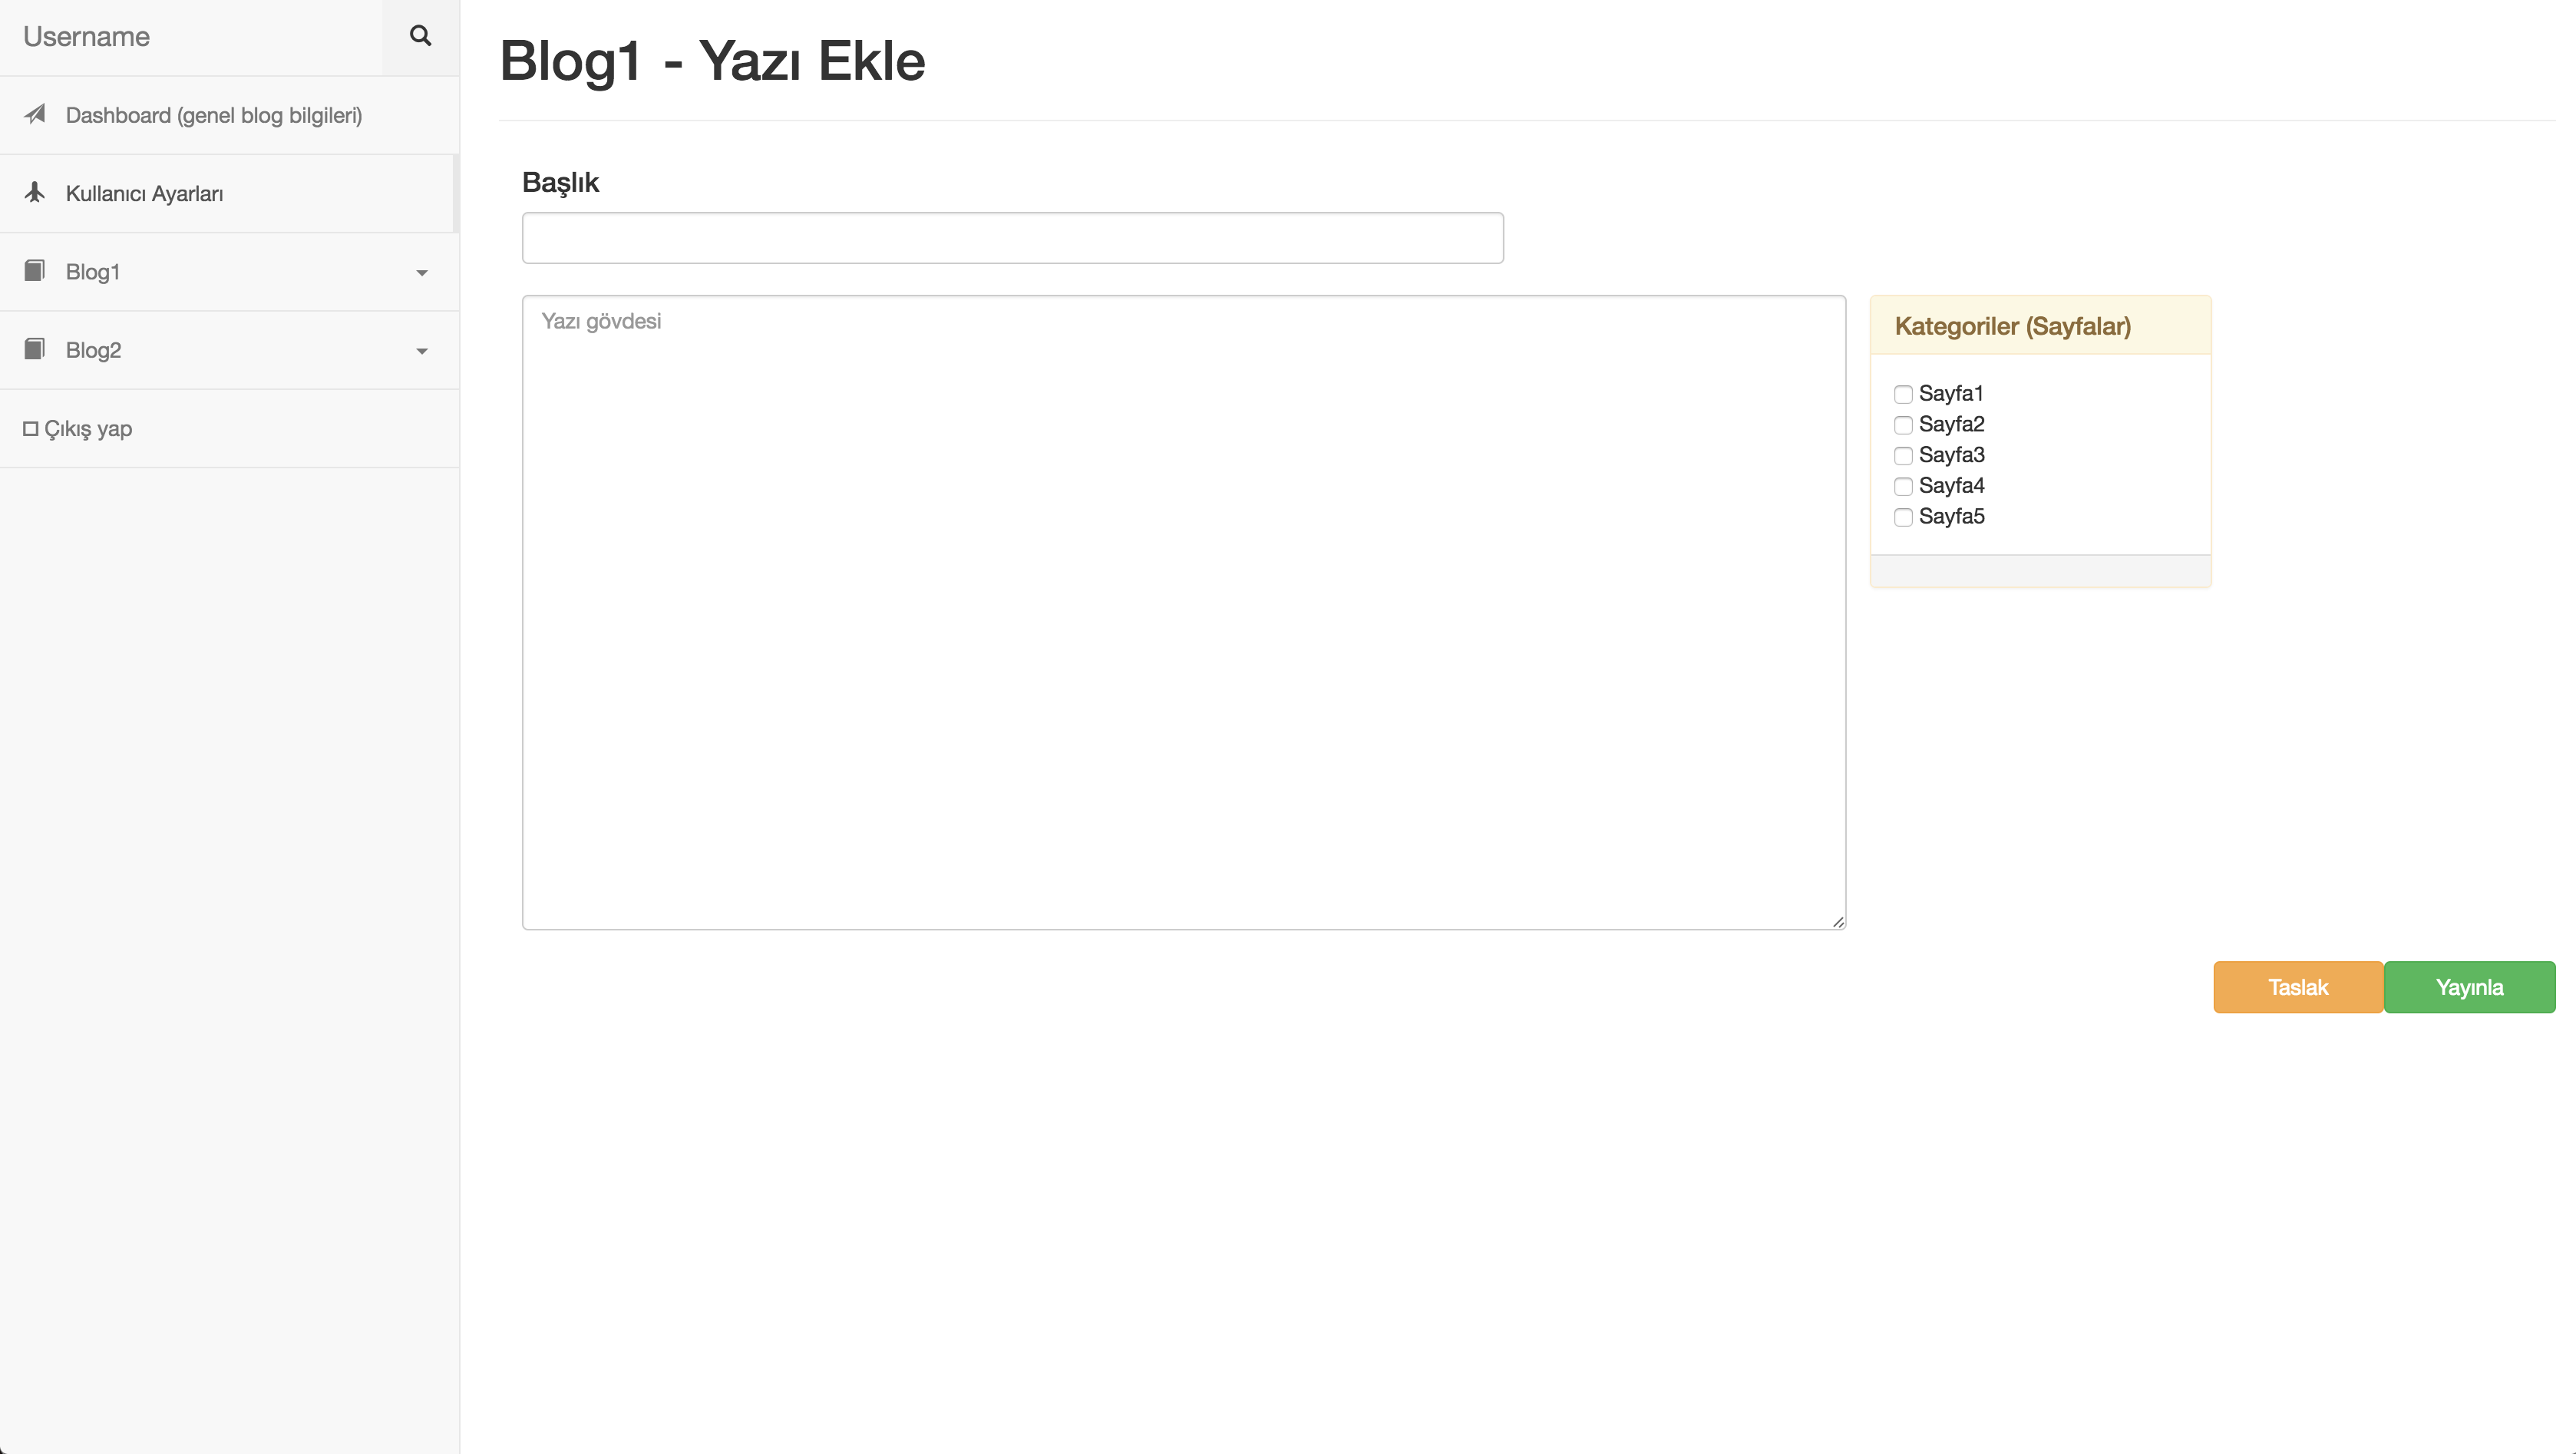 Username
Dashboard (genel blog bilgileri)
Kullanıcı Ayarları
Blog1
Blog2
Çıkış yap
Blog1 - Yazı Ekle
Başlık
Yazı gövdesi
Kategoriler (Sayfalar)
Sayfa1
Sayfa2
Sayfa3
Sayfa4
Sayfa5
Taslak
Yayınla